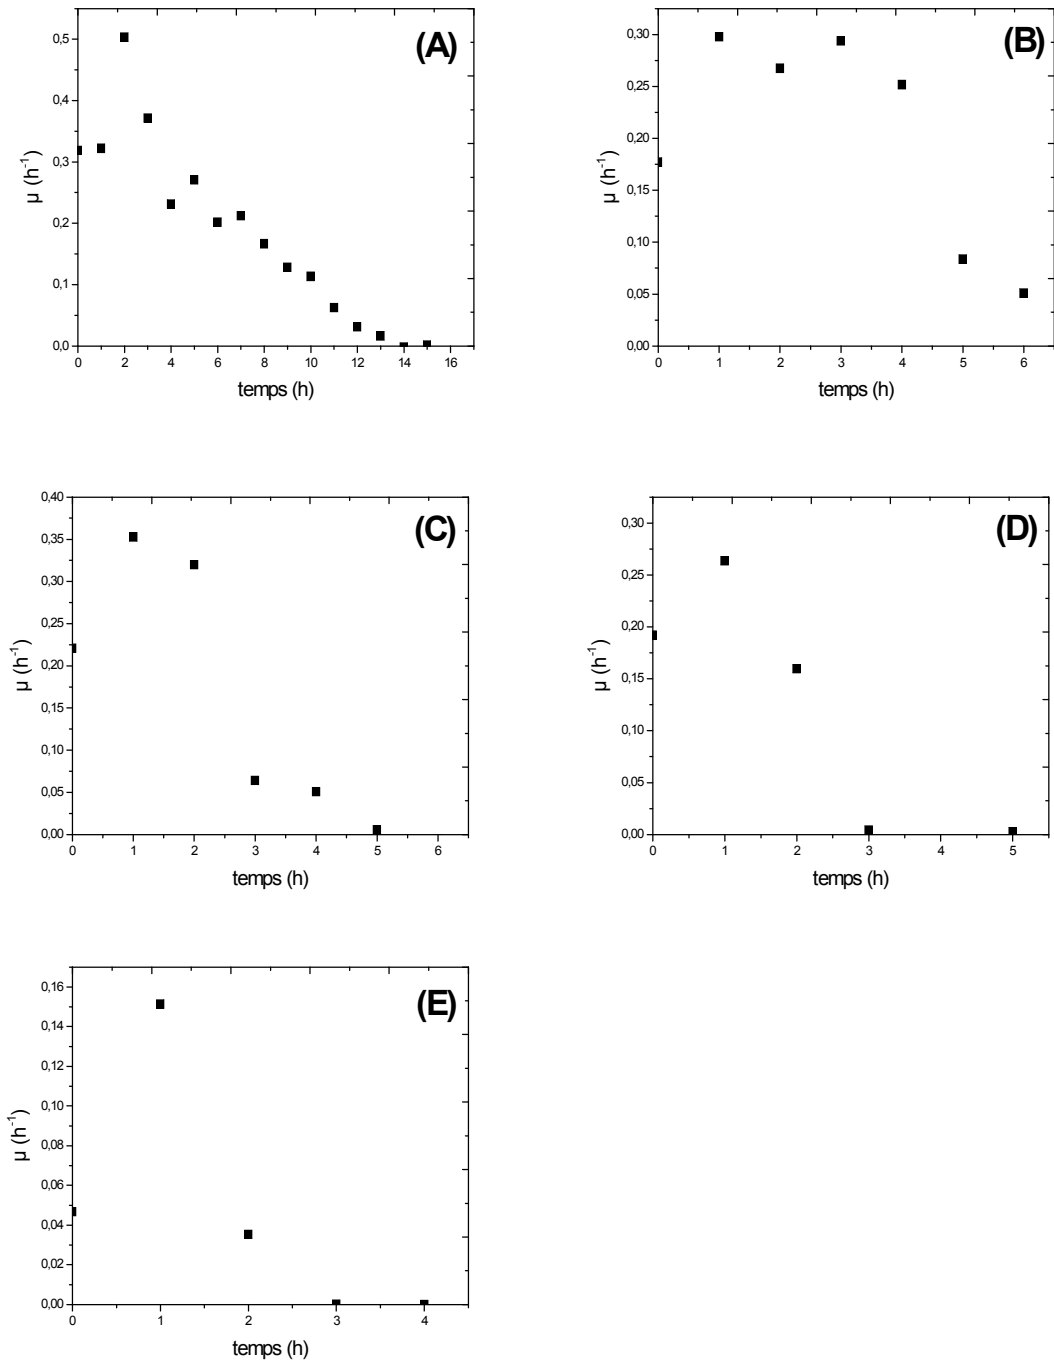 (A)
0,5
0,4
0,3
0,2
0,1
0,0
µ (h⁻¹)
0 2 4 6 8 10 12 14 16
temps (h)
(B)
0,30
0,25
0,20
0,15
0,10
0,05
0,00
µ (h⁻¹)
0 1 2 3 4 5 6
temps (h)
(C)
0,40
0,35
0,30
0,25
0,20
0,15
0,10
0,05
0,00
µ (h⁻¹)
0 1 2 3 4 5 6
temps (h)
(D)
0,30
0,25
0,20
0,15
0,10
0,05
0,00
µ (h⁻¹)
0 1 2 3 4 5
temps (h)
(E)
0,16
0,14
0,12
0,10
0,08
0,06
0,04
0,02
0,00
µ (h⁻¹)
0 1 2 3 4
temps (h)